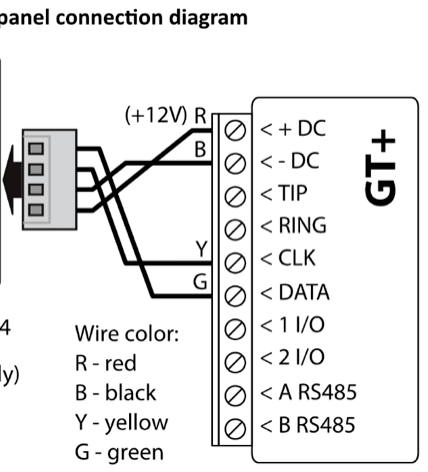 panel connection diagram
(+12V) R
B
Y
G
< + DC
< - DC
< TIP
< RING
< CLK
< DATA
< 1 I/O
< 2 I/O
< A RS485
< B RS485
GT+
4
ly)
Wire color:
R - red
B - black
Y - yellow
G - green